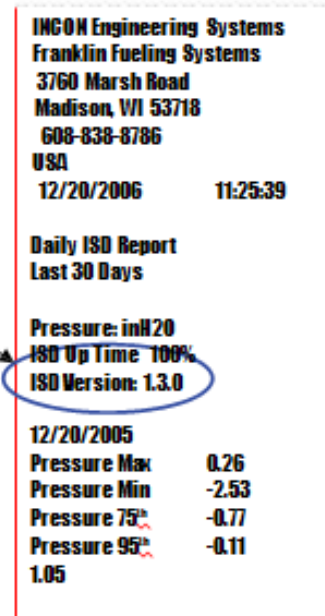 INCON Engineering Systems
Franklin Fueling Systems
3760 Marsh Road
Madison, WI 53718
608-838-8786
USA
12/20/2006 11:25:39
Daily ISD Report
Last 30 Days
Pressure: inH20
ISD Up Time 100%
ISD Version: 1.3.0
12/20/2005
Pressure Max 0.26
Pressure Min -2.53
Pressure 75th -0.77
Pressure 95th -0.11
1.05